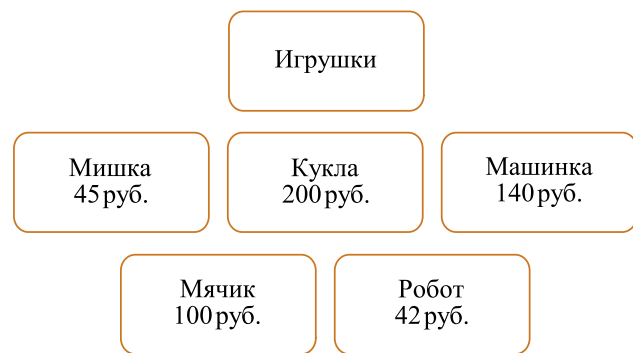 Игрушки
Мишка
45 руб.
Кукла
200 руб.
Машинка
140 руб.
Мячик
100 руб.
Робот
42 руб.